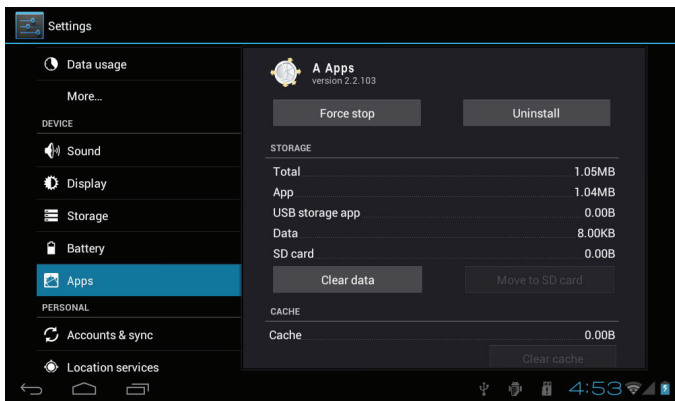 Settings
Data usage
More...
DEVICE
Sound
Display
Storage
Battery
Apps
PERSONAL
Accounts & sync
Location services
A Apps
version 2.2.103
Force stop
Uninstall
STORAGE
Total 1.05MB
App 1.04MB
USB storage app 0.00B
Data 8.00KB
SD card 0.00B
Clear data
Move to SD card
CACHE
Cache 0.00B
Clear cache
4:53